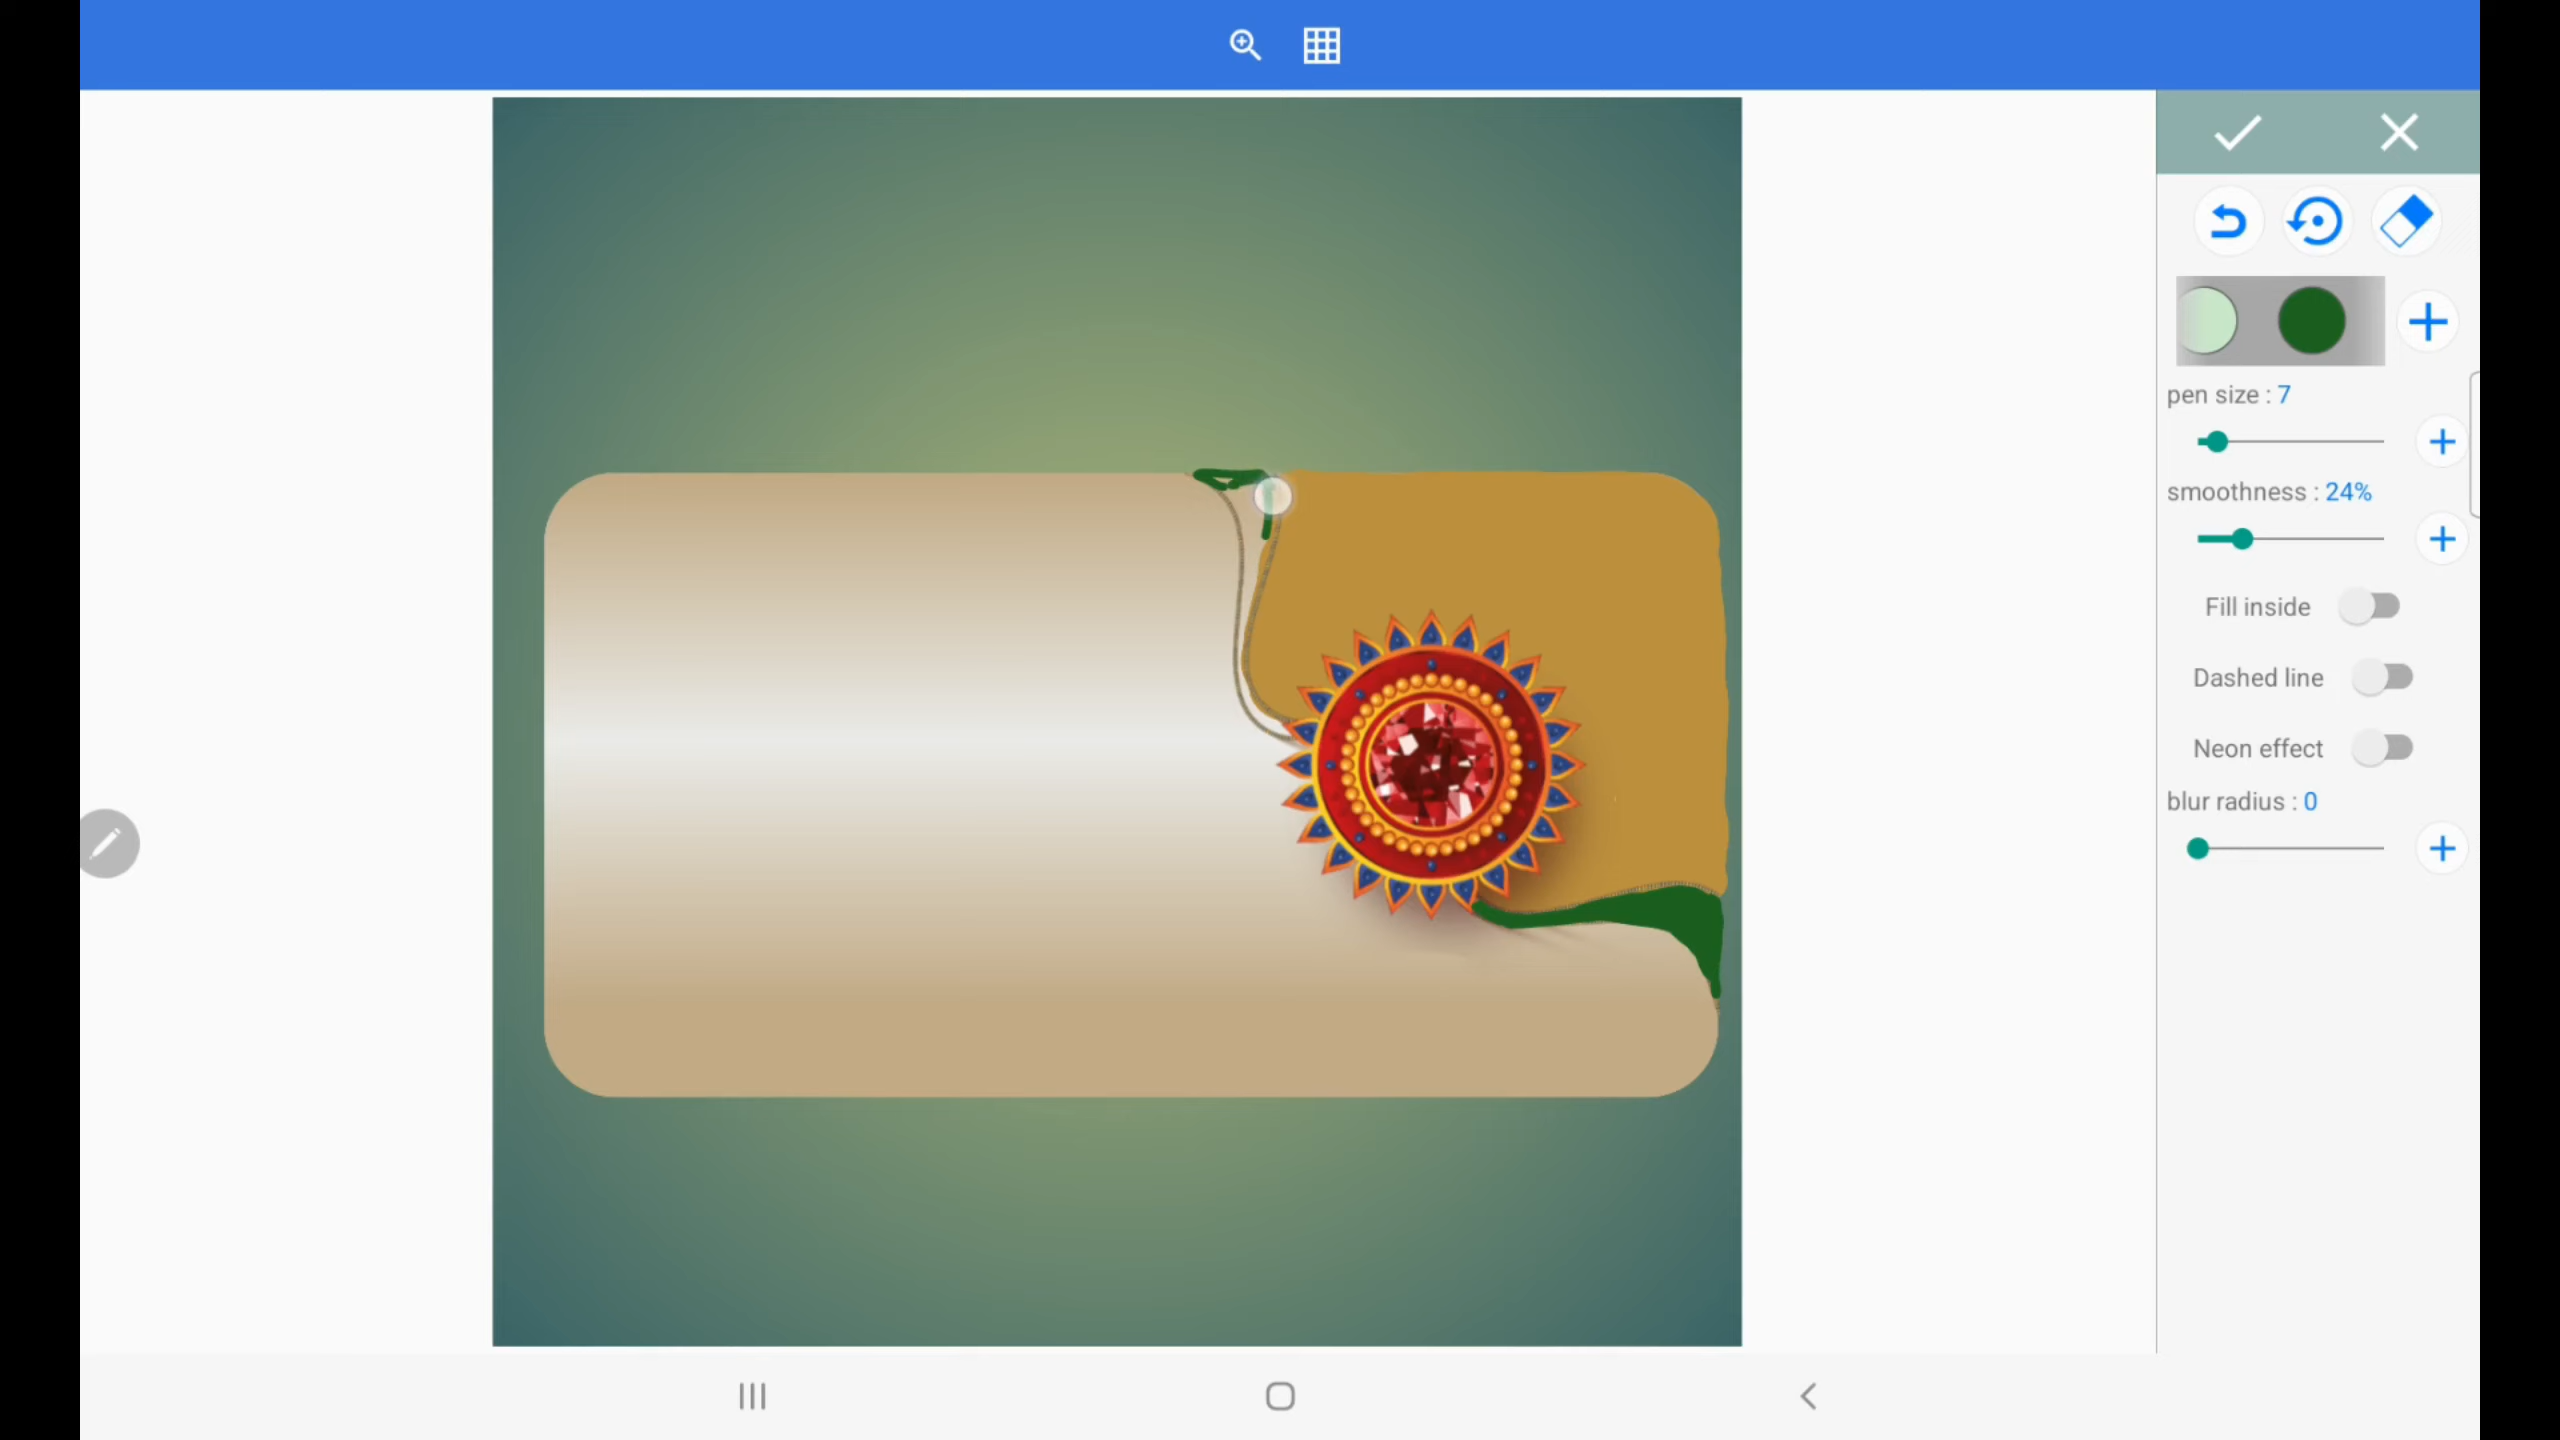 pen size : 7
smoothness : 24%
Fill inside
Dashed line
Neon effect
blur radius : 0